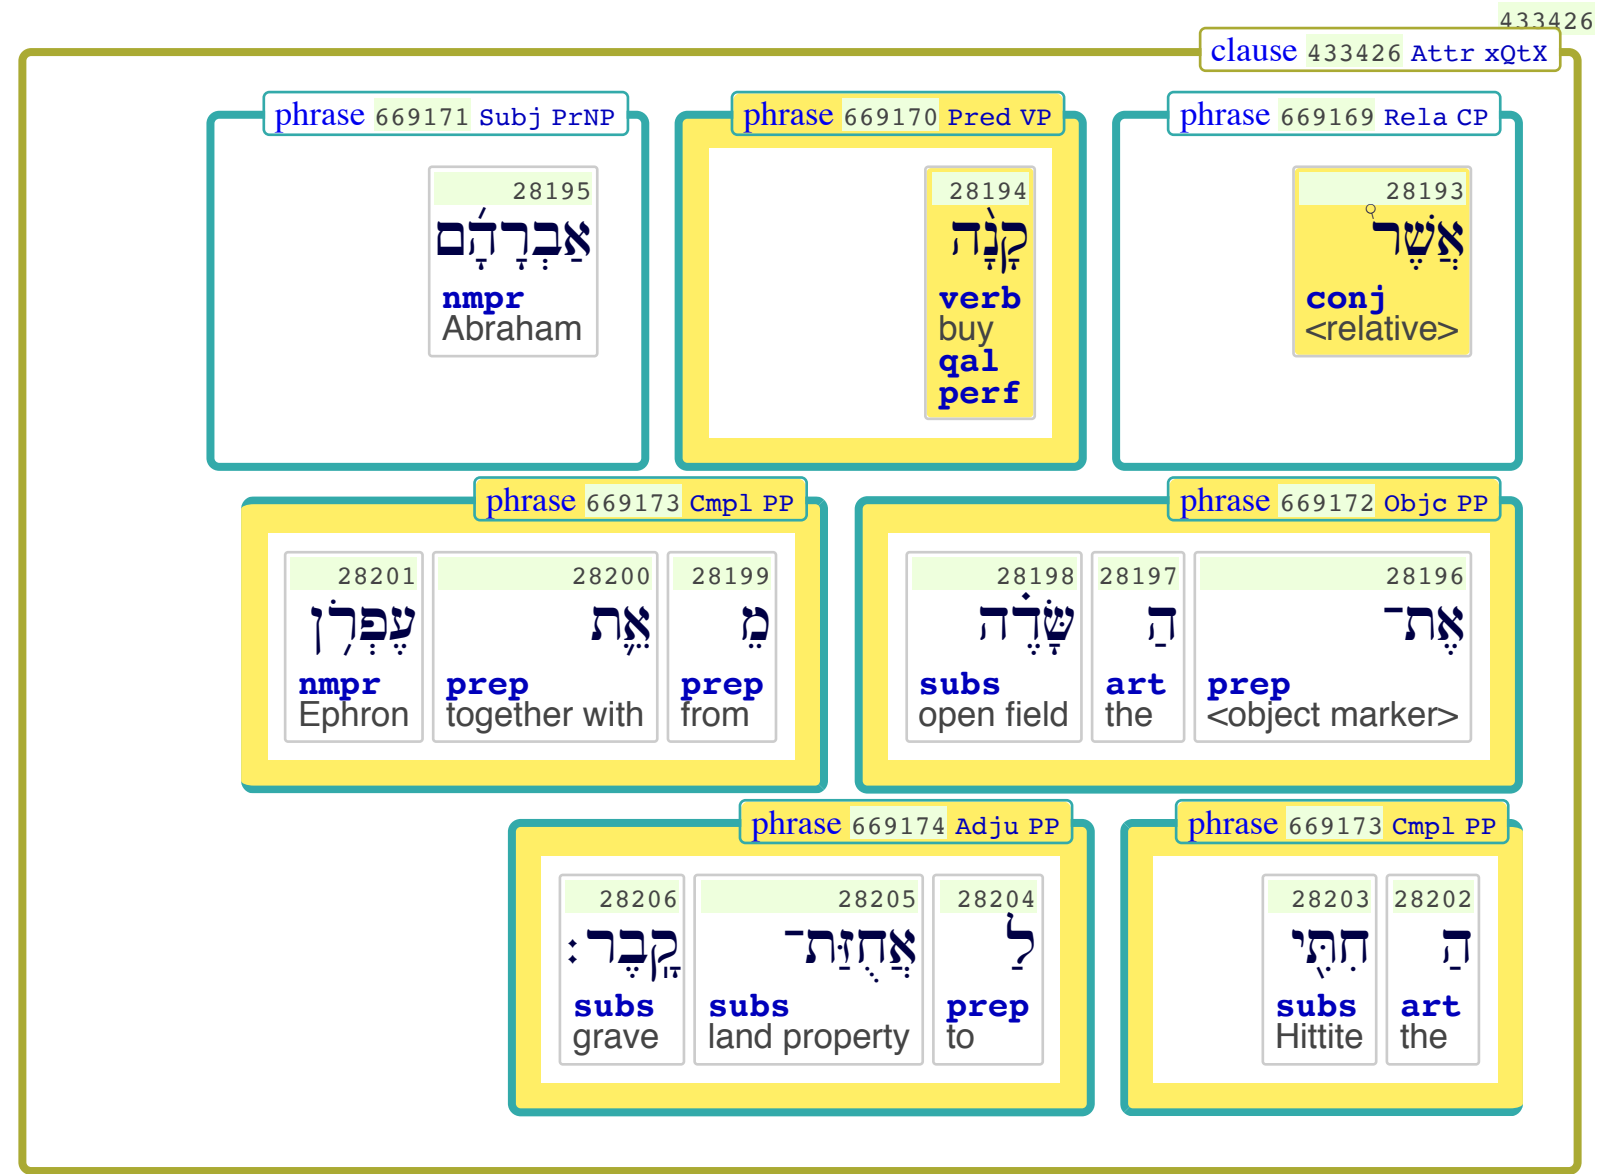 433426
clause 433426 Attr xQtX
phrase 669169 Rela CP
28193
אֲשֶׁר֩
conj
<relative>
phrase 669170 Pred VP
28194
קָנָ֨ה
verb
buy
qal
perf
phrase 669171 Subj PrNP
28195
אַבְרָהָ֜ם
nmpr
Abraham
phrase 669172 Objc PP
28196
אֶת־
prep
<object marker>
28197
הַ
art
the
28198
שָּׂדֶ֗ה
subs
open field
phrase 669173 Cmpl PP
28199
מֵ
prep
from
28200
אֵ֛ת
prep
together with
28201
עֶפְרֹ֥ן
nmpr
Ephron
phrase 669173 Cmpl PP
28202
הַ
art
the
28203
חִתִּ֖י
subs
Hittite
phrase 669174 Adju PP
28204
לַ
prep
to
28205
אֲחֻזַּת־
subs
land property
28206
קָֽבֶר׃
subs
grave